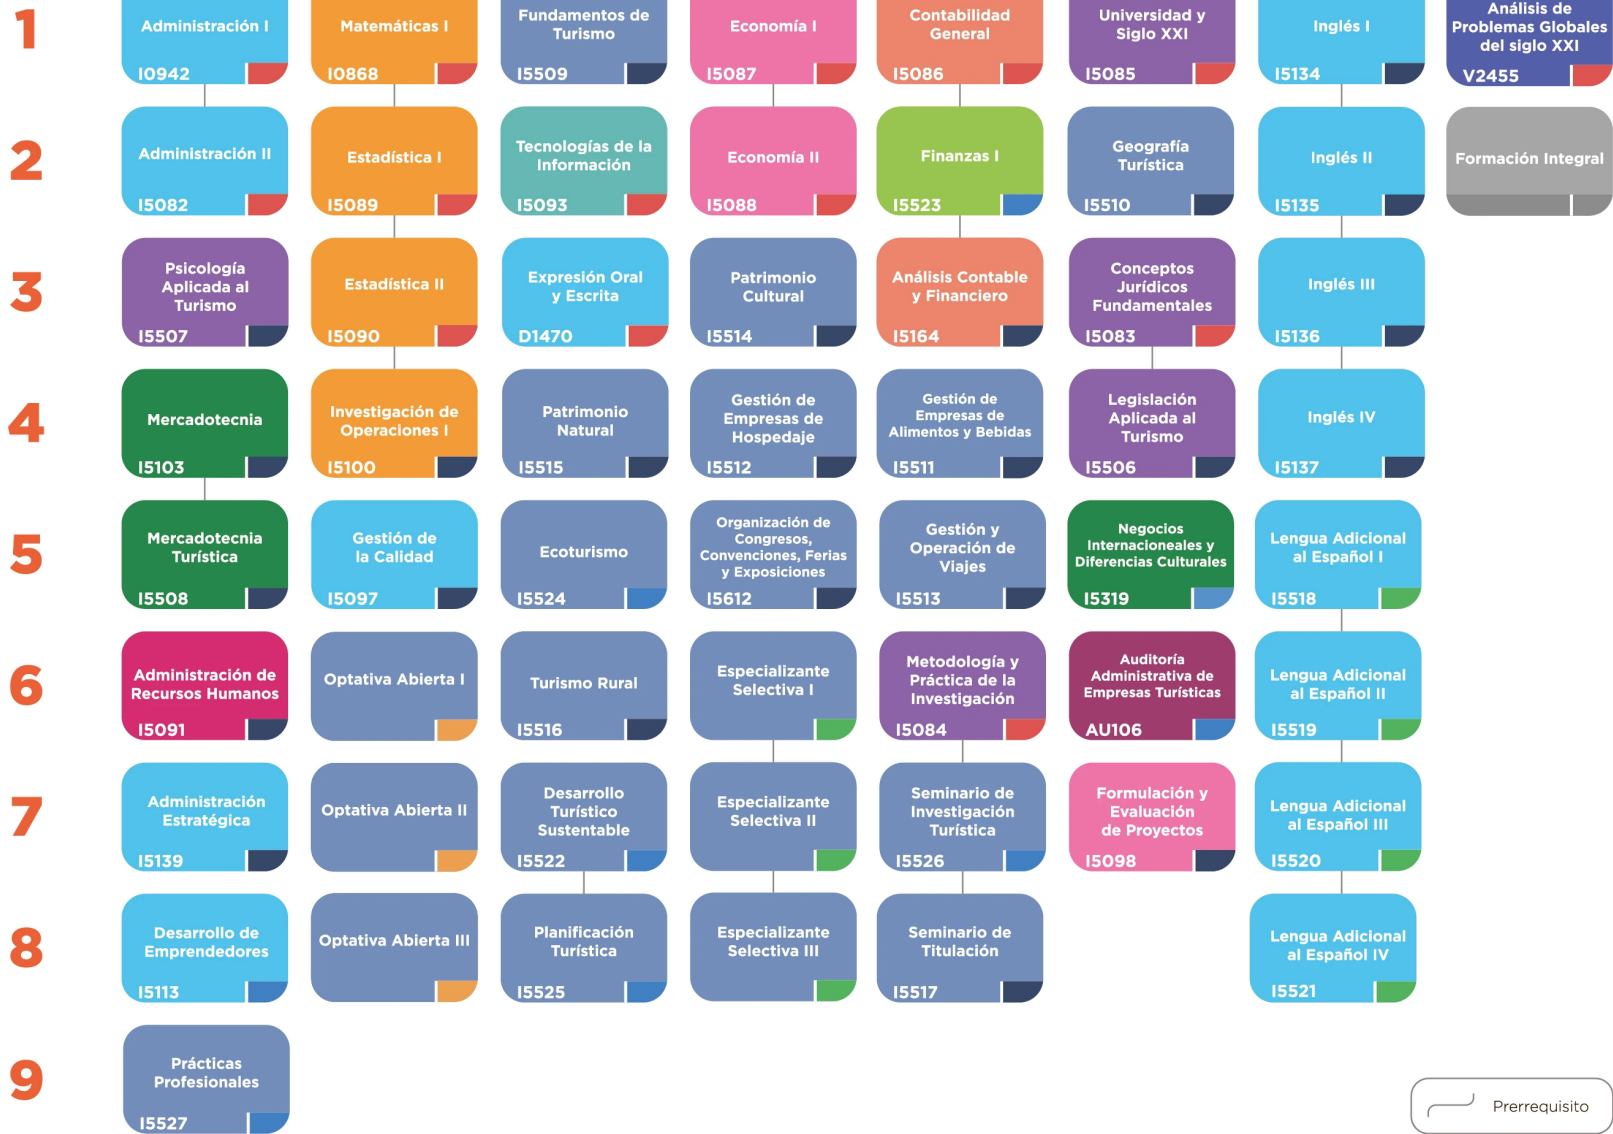 1
Administración I
I0942
Matemáticas I
I0868
Fundamentos de
Turismo
I5509
Economía I
I5087
Contabilidad
General
I5086
Universidad y
Siglo XXI
I5085
Inglés I
I5134
Análisis de
Problemas Globales
del siglo XXI
V2455
2
Administración II
I5082
Estadística I
I5089
Tecnologías de la
Información
I5093
Economía II
I5088
Finanzas I
I5523
Geografía
Turística
I5510
Inglés II
I5135
Formación Integral
3
Psicología
Aplicada al
Turismo
I5507
Estadística II
I5090
Expresión Oral
y Escrita
D1470
Patrimonio
Cultural
I5514
Análisis Contable
y Financiero
I5164
Conceptos
Jurídicos
Fundamentales
I5083
Inglés III
I5136
4
Mercadotecnia
I5103
Investigación de
Operaciones I
I5100
Patrimonio
Natural
I5515
Gestión de
Empresas de
Hospedaje
I5512
Gestión de
Empresas de
Alimentos y Bebidas
I5511
Legislación
Aplicada al
Turismo
I5506
Inglés IV
I5137
5
Mercadotecnia
Turística
I5508
Gestión de
la Calidad
I5097
Ecoturismo
I5524
Organización de
Congresos,
Convenciones, Ferias
y Exposiciones
I5612
Gestión y
Operación de
Viajes
I5513
Negocios
Internacioneales y
Diferencias Culturales
I5319
Lengua Adicional
al Español I
I5518
6
Administración de
Recursos Humanos
I5091
Optativa Abierta I
Turismo Rural
I5516
Especializante
Selectiva I
Metodología y
Práctica de la
Investigación
I5084
Auditoría
Administrativa de
Empresas Turísticas
AU106
Lengua Adicional
al Español II
I5519
7
Administración
Estratégica
I5139
Optativa Abierta II
Desarrollo
Turístico
Sustentable
I5522
Especializante
Selectiva II
Seminario de
Investigación
Turística
I5526
Formulación y
Evaluación
de Proyectos
I5098
Lengua Adicional
al Español III
I5520
8
Desarrollo de
Emprendedores
I5113
Optativa Abierta III
Planificación
Turística
I5525
Especializante
Selectiva III
Seminario de
Titulación
I5517
Lengua Adicional
al Español IV
I5521
9
Prácticas
Profesionales
I5527
Prerrequisito